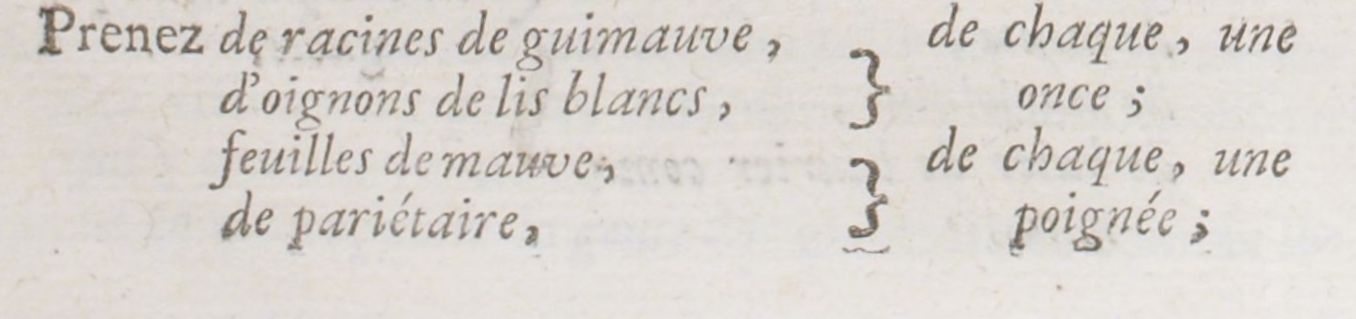 Prenez de racines de guimauve, } de chaque, une
d'oignons de lis blancs, once;
feuilles de mauve, } de chaque, une
de pariétaire, poignée;